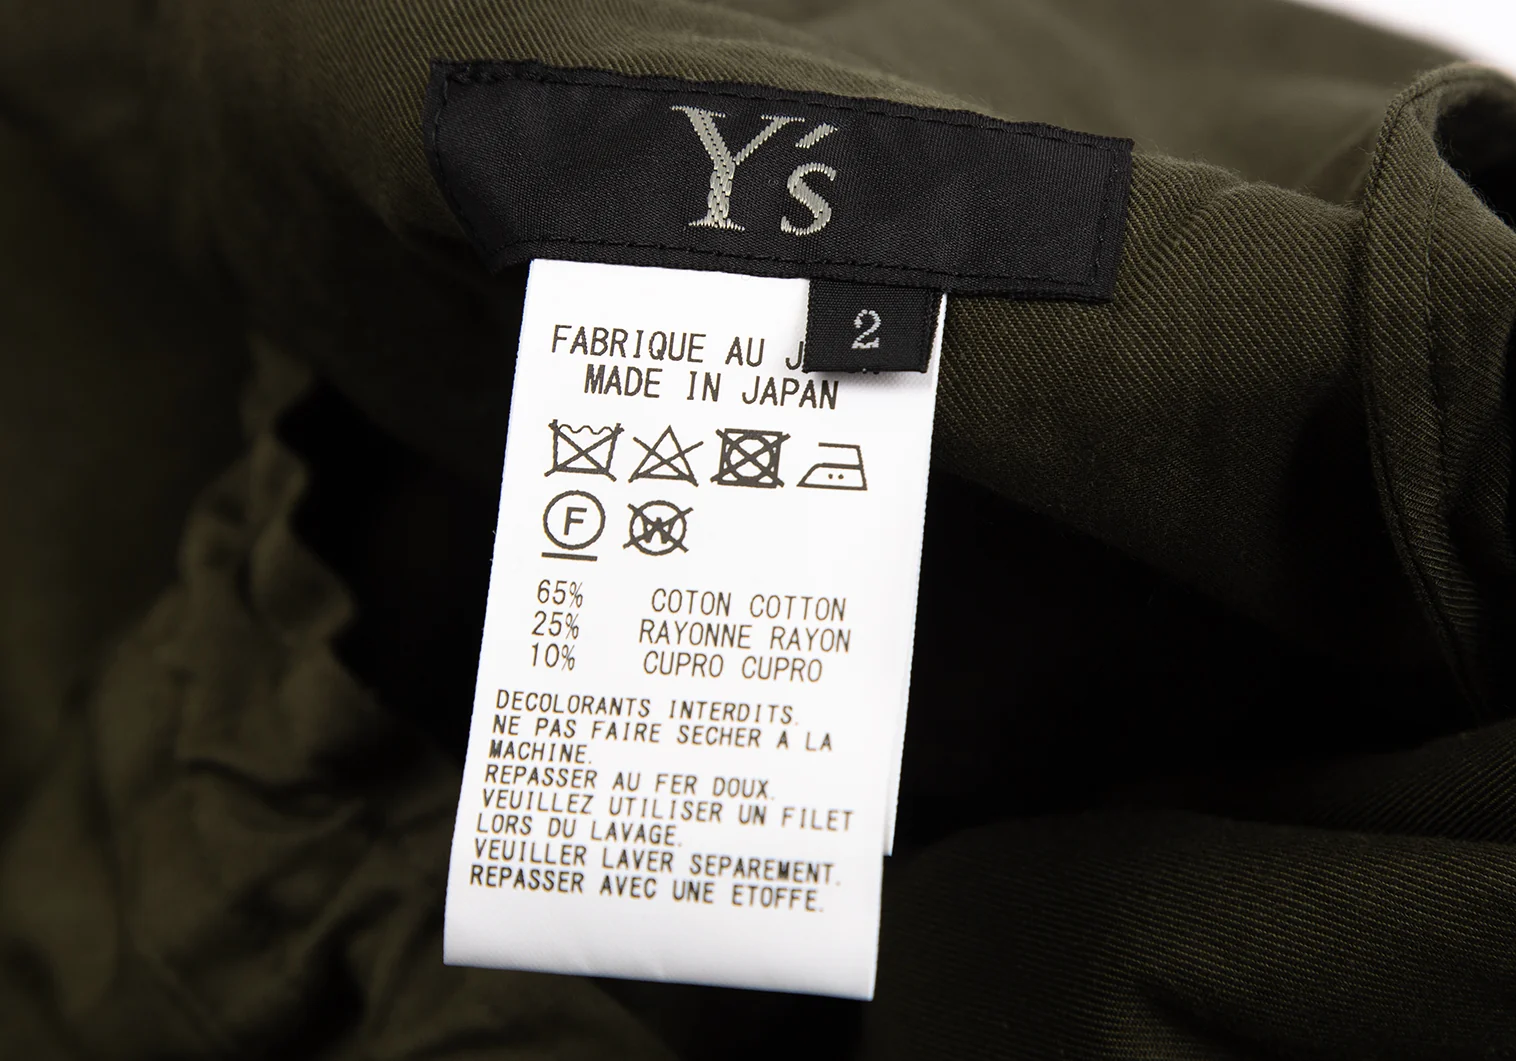 Y's
2
FABRIQUE AU
MADE IN JAPAN
F
W
65% COTON COTTON
25% RAYONNE RAYON
10% CUPRO CUPRO
DECOLORANTS INTERDITS.
NE PAS FAIRE SECHER A LA
MACHINE.
REPASSER AU FER DOUX.
VEUILLEZ UTILISER UN FILET
LORS DU LAVAGE.
VEUILLER LAVER SEPAREMENT.
REPASSER AVEC UNE ETOFFE.